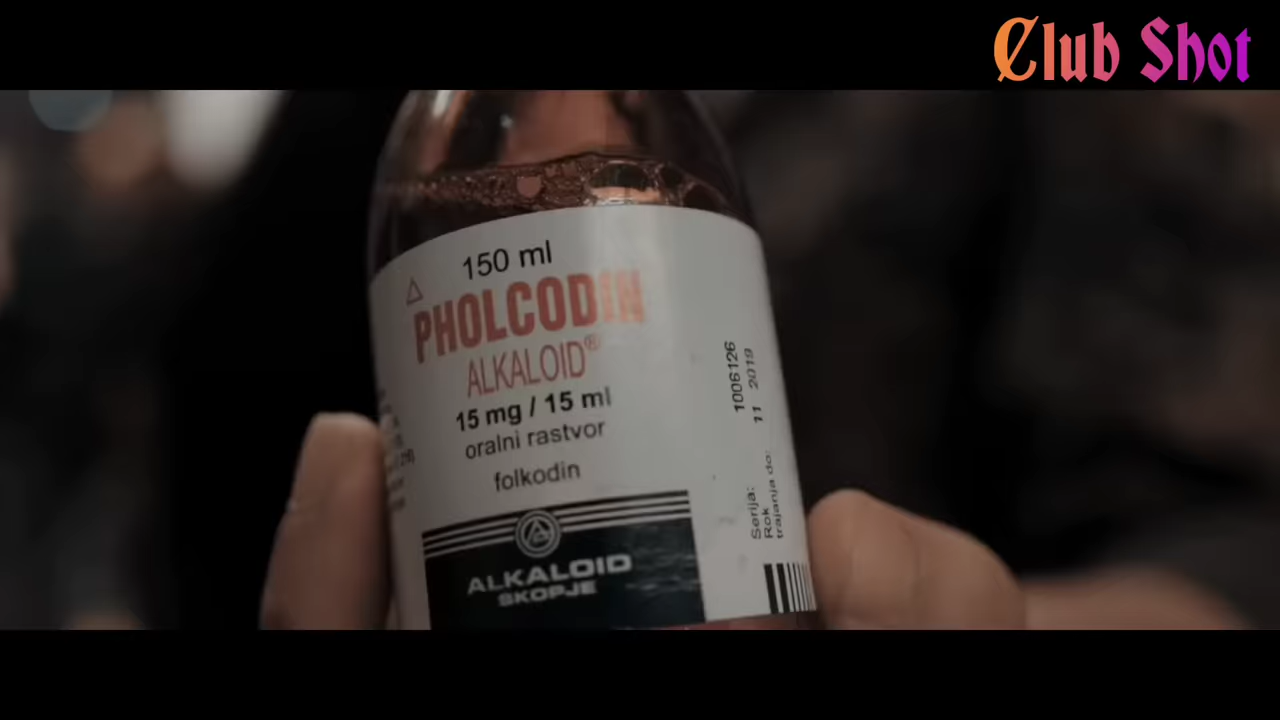 Club Shot
150 ml
PHOLCODIN
ALKALOID®
15 mg / 15 ml
oralni rastvor
folkodin
ALKALOID
SKOPJE
Serija: 1006126
Rok
trajanja do: 11 2019